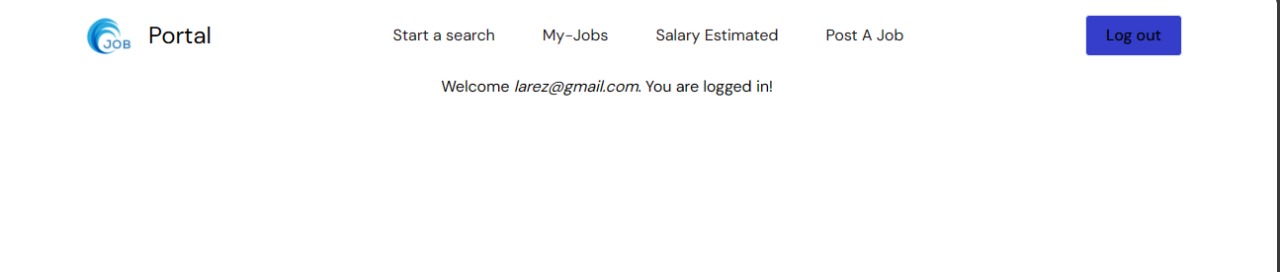 JOB Portal Start a search My-Jobs Salary Estimated Post A Job Log out
Welcome larez@gmail.com. You are logged in!